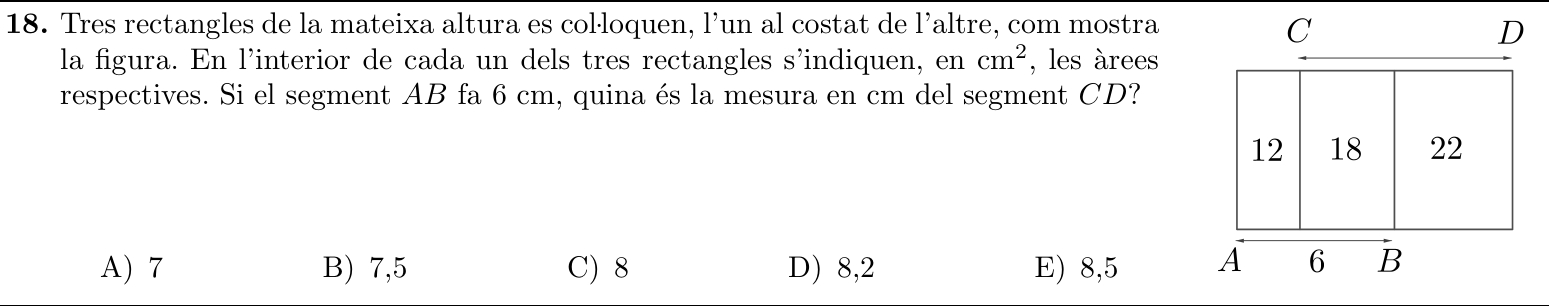 18. Tres rectangles de la mateixa altura es col·loquen, l'un al costat de l'altre, com mostra
la figura. En l'interior de cada un dels tres rectangles s'indiquen, en cm², les àrees
respectives. Si el segment AB fa 6 cm, quina és la mesura en cm del segment CD?
A) 7 B) 7,5 C) 8 D) 8,2 E) 8,5
C D
12 18 22
A 6 B